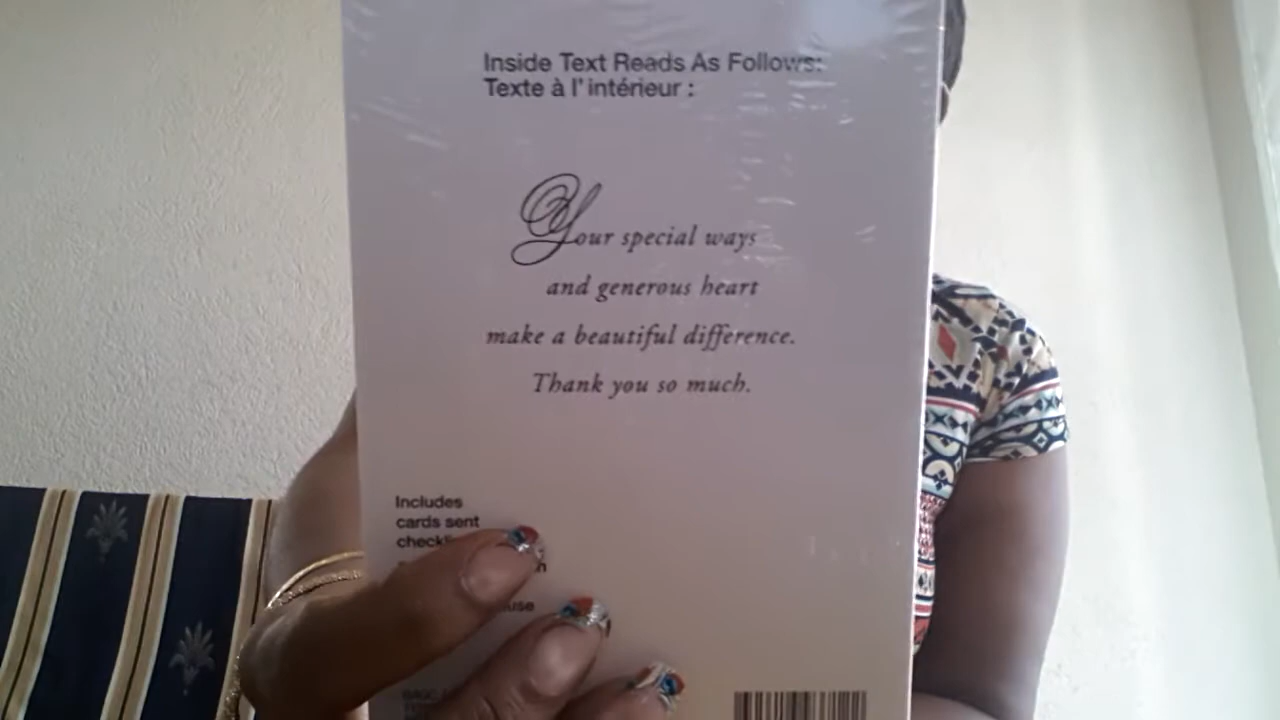 Inside Text Reads As Follows:
Texte à l'intérieur :
Your special ways
and generous heart
make a beautiful difference.
Thank you so much.
Includes
cards sent